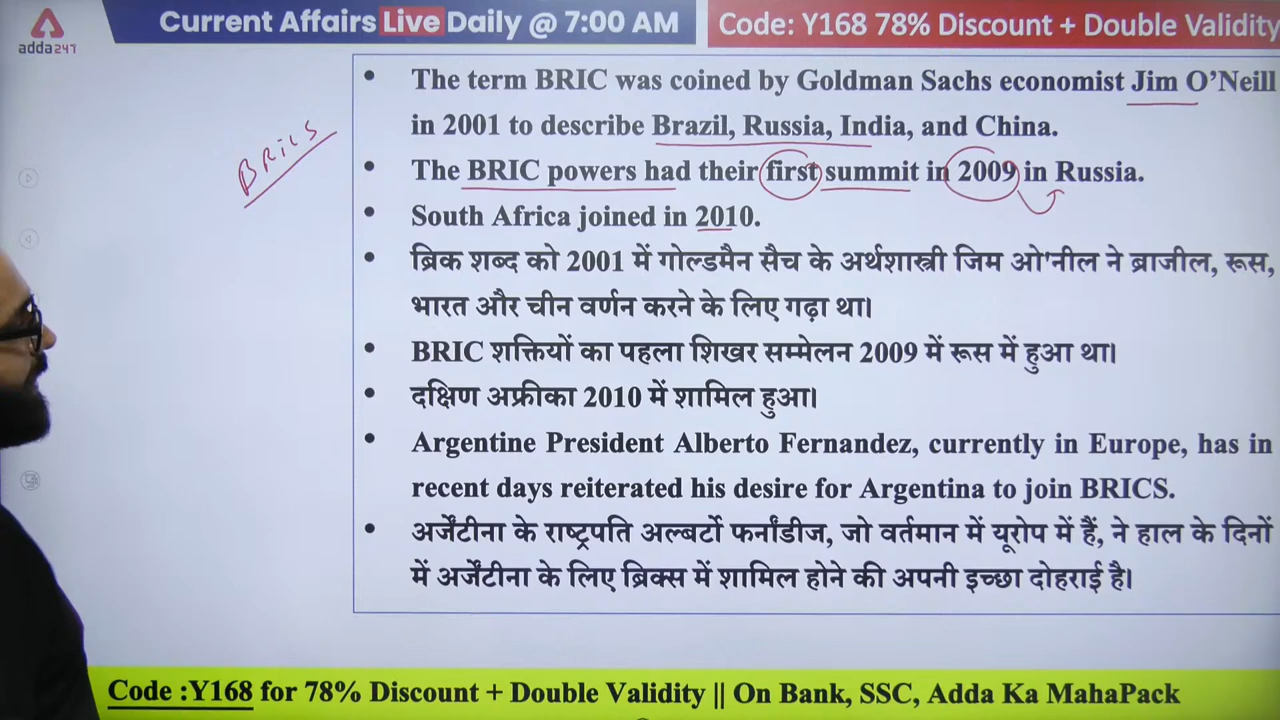 adda247
Current Affairs Live Daily @ 7:00 AM
Code: Y168 78% Discount + Double Validity
BRICS
• The term BRIC was coined by Goldman Sachs economist Jim O’Neill
in 2001 to describe Brazil, Russia, India, and China.
• The BRIC powers had their first summit in 2009 in Russia.
• South Africa joined in 2010.
• ब्रिक शब्द को 2001 में गोल्डमैन सैच के अर्थशास्त्री जिम ओ'नील ने ब्राजील, रूस,
भारत और चीन वर्णन करने के लिए गढ़ा था।
• BRIC शक्तियों का पहला शिखर सम्मेलन 2009 में रूस में हुआ था।
• दक्षिण अफ्रीका 2010 में शामिल हुआ।
• Argentine President Alberto Fernandez, currently in Europe, has in
recent days reiterated his desire for Argentina to join BRICS.
• अर्जेंटीना के राष्ट्रपति अल्बर्टो फर्नांडीज, जो वर्तमान में यूरोप में हैं, ने हाल के दिनों
में अर्जेंटीना के लिए ब्रिक्स में शामिल होने की अपनी इच्छा दोहराई है।
Code :Y168 for 78% Discount + Double Validity || On Bank, SSC, Adda Ka MahaPack